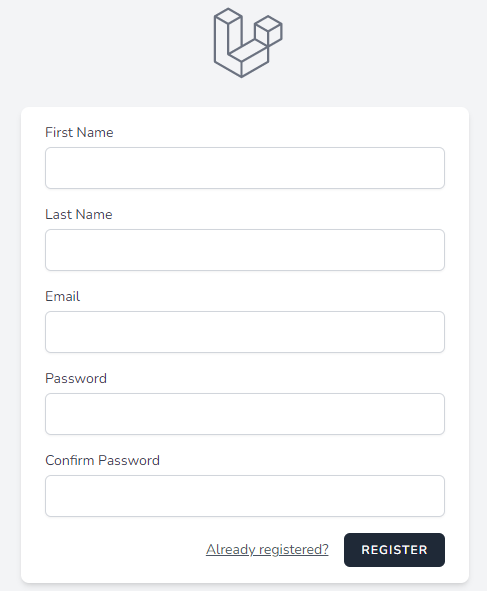 First Name
Last Name
Email
Password
Confirm Password
Already registered? REGISTER